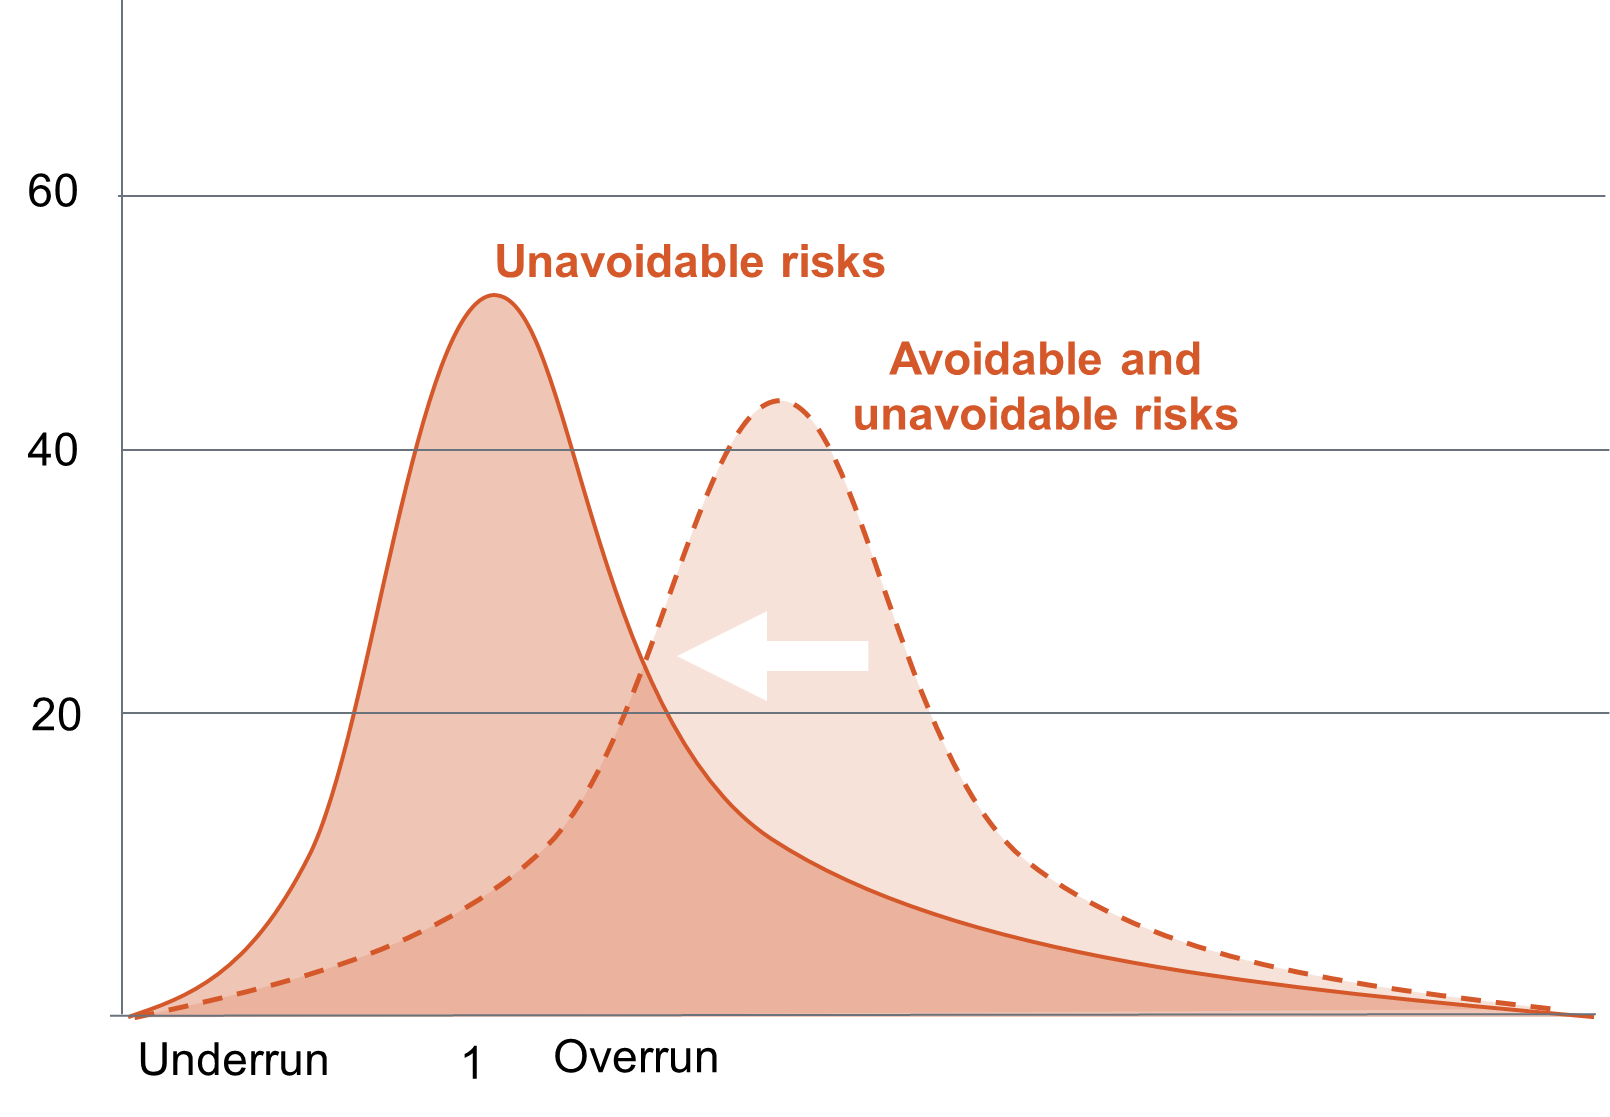 60
Unavoidable risks
Avoidable and
unavoidable risks
40
20
Underrun 1 Overrun